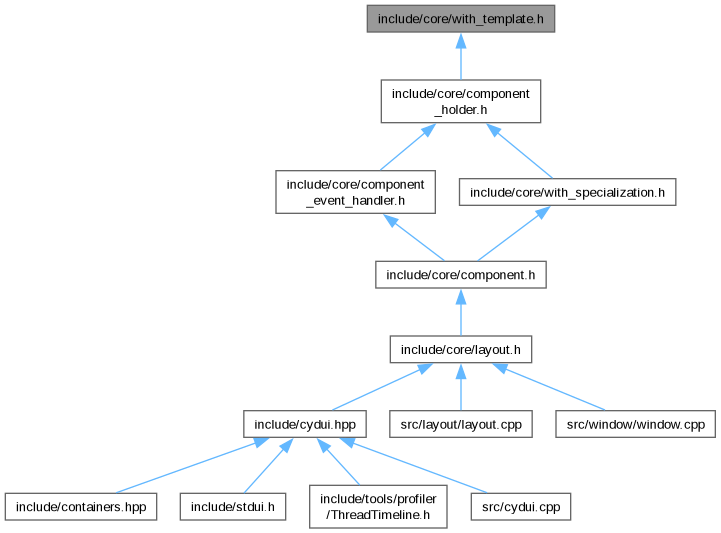 include/core/with_template.h
include/core/component
_holder.h
include/core/component
_event_handler.h
include/core/with_specialization.h
include/core/component.h
include/core/layout.h
include/cydui.hpp
src/layout/layout.cpp
src/window/window.cpp
include/containers.hpp
include/stdui.h
include/tools/profiler
/ThreadTimeline.h
src/cydui.cpp